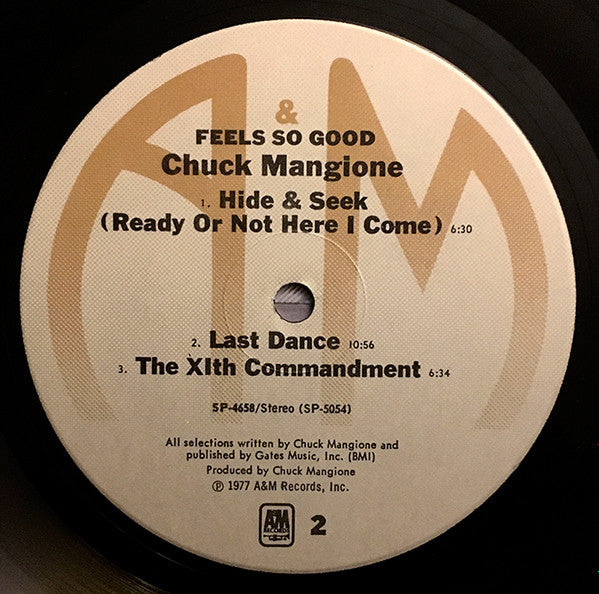 &
FEELS SO GOOD
Chuck Mangione
1. Hide & Seek
(Ready Or Not Here I Come) 6:30
2. Last Dance 10:56
3. The XIth Commandment 6:34
SP-4658/Stereo (SP-5054)
All selections written by Chuck Mangione and
published by Gates Music, Inc. (BMI)
Produced by Chuck Mangione
℗ 1977 A&M Records, Inc.
A&M
RECORDS
2